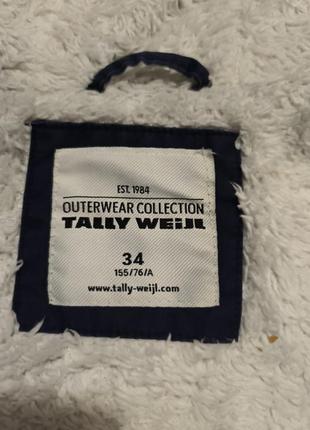 EST. 1984
OUTERWEAR COLLECTION
TALLY WEiJL
34
155/76/A
www.tally-weijl.com